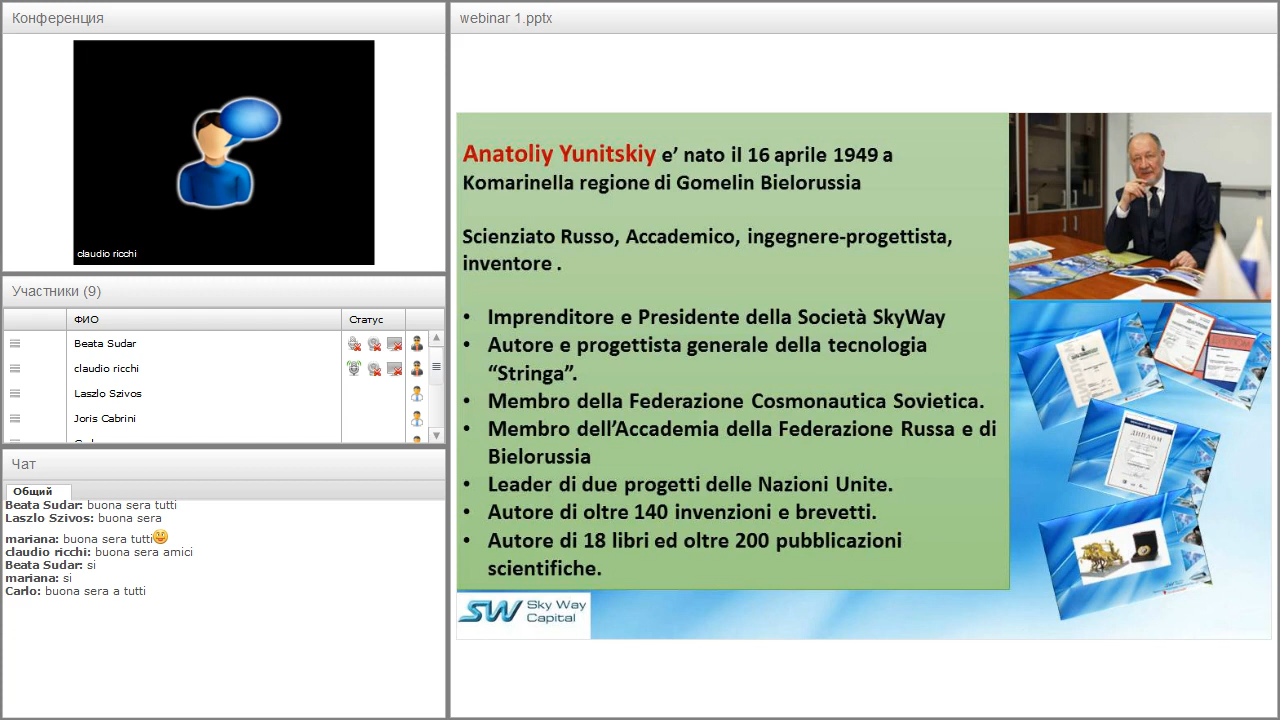 Конференция
claudio ricchi
Участники (9)
ФИО
Статус
Beata Sudar
claudio ricchi
Laszlo Szivos
Joris Cabrini
Чат
Общий
Beata Sudar: buona sera tutti
Laszlo Szivos: buona sera
mariana: buona sera tutti
claudio ricchi: buona sera amici
Beata Sudar: si
mariana: si
Carlo: buona sera a tutti
webinar 1.pptx
Anatoliy Yunitskiy e’ nato il 16 aprile 1949 a
Komarinella regione di Gomelin Bielorussia
Scienziato Russo, Accademico, ingegnere-progettista,
inventore .
• Imprenditore e Presidente della Società SkyWay
• Autore e progettista generale della tecnologia
“Stringa”.
• Membro della Federazione Cosmonautica Sovietica.
• Membro dell’Accademia della Federazione Russa e di
Bielorussia
• Leader di due progetti delle Nazioni Unite.
• Autore di oltre 140 invenzioni e brevetti.
• Autore di 18 libri ed oltre 200 pubblicazioni
scientifiche.
SW Sky Way
Capital
ДИПЛОМ